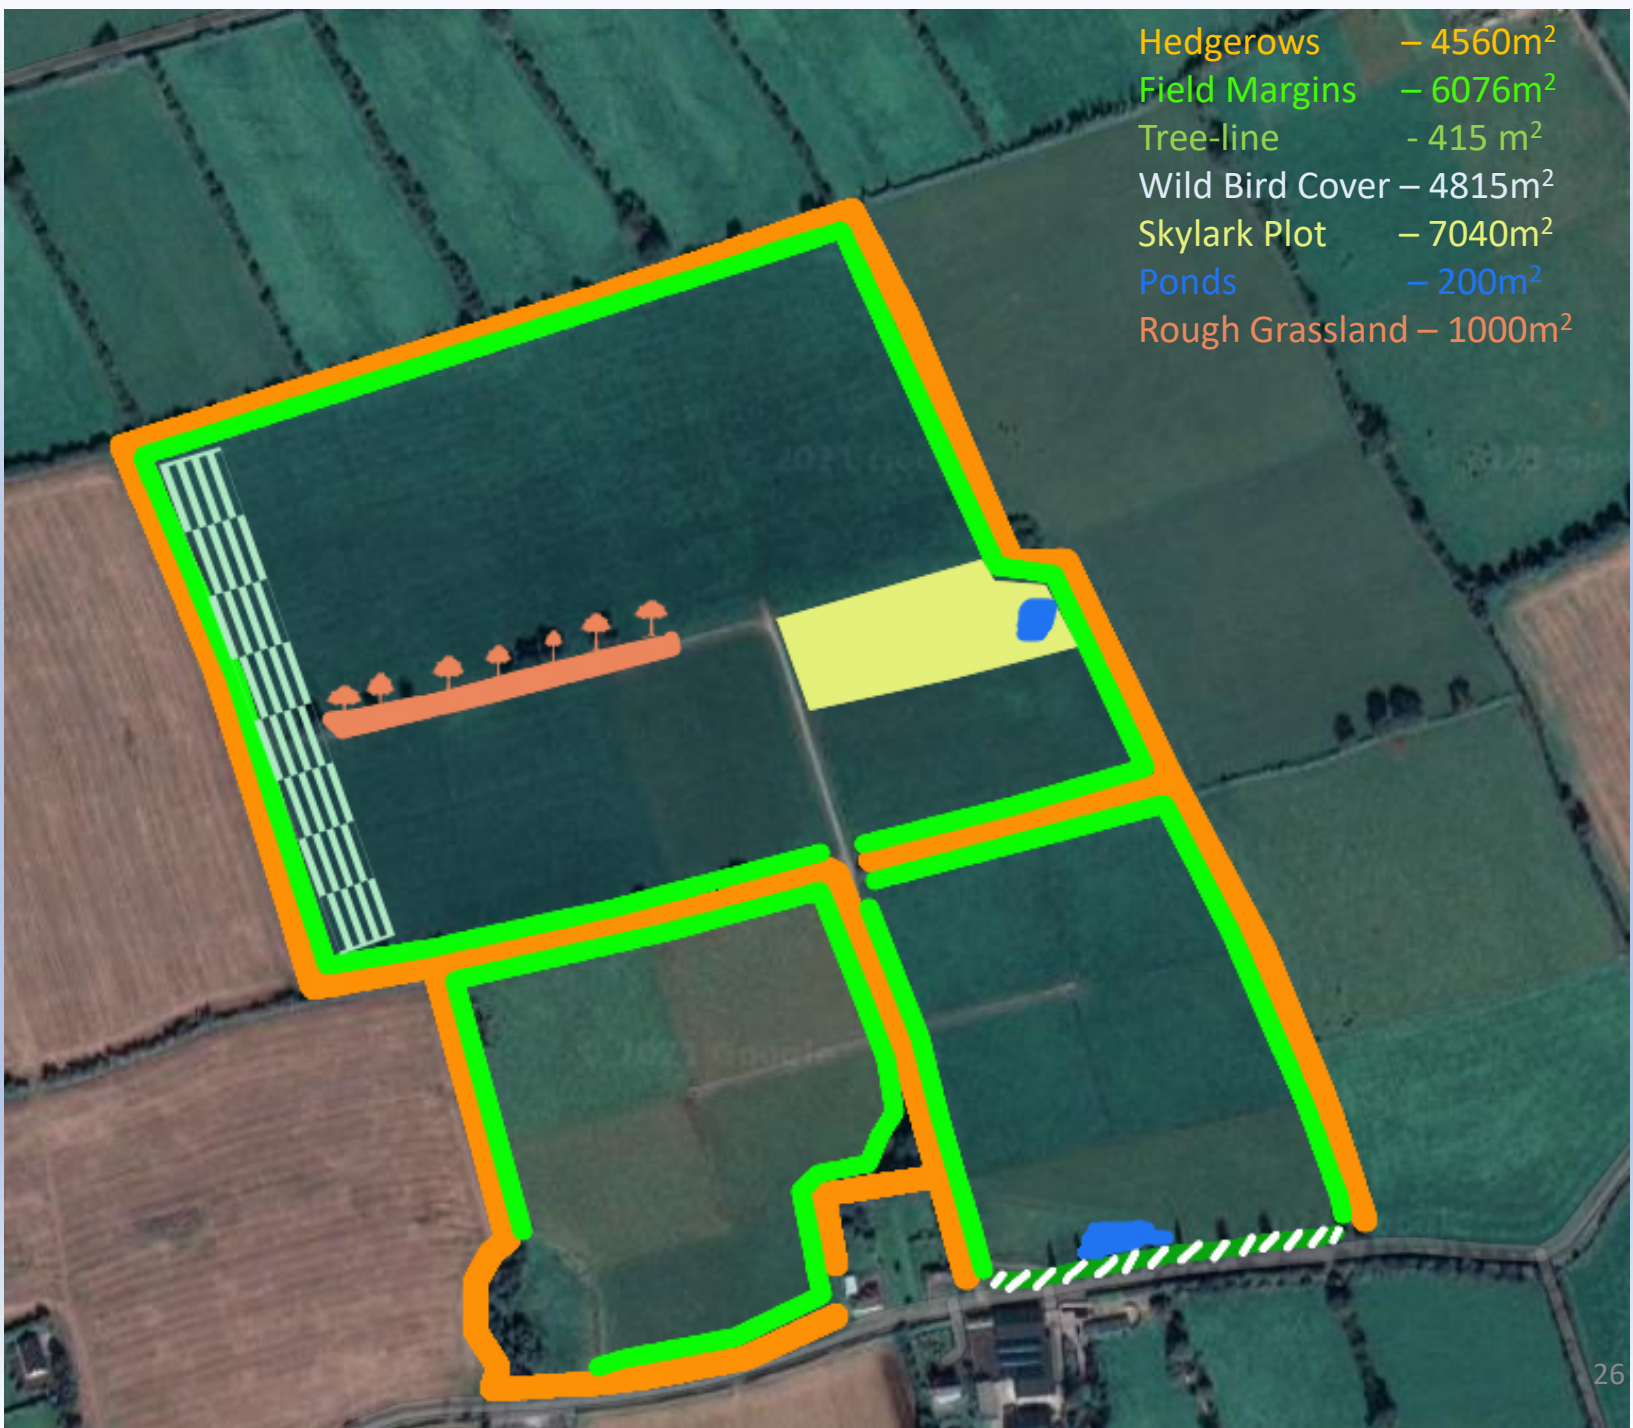 Hedgerows – 4560m²
Field Margins – 6076m²
Tree-line - 415 m²
Wild Bird Cover – 4815m²
Skylark Plot – 7040m²
Ponds – 200m²
Rough Grassland – 1000m²
Google
26